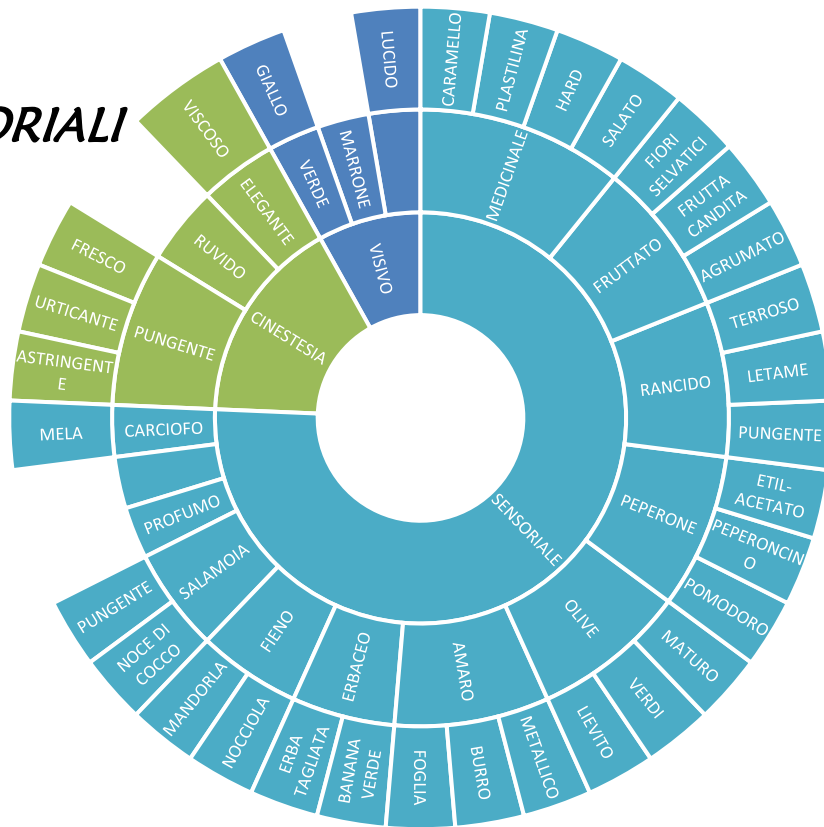 ORIALI
LUCIDO
CARAMELLO
PLASTILINA
HARD
SALATO
FIORI
SELVATICI
FRUTTA
CANDITA
AGRUMATO
TERROSO
LETAME
PUNGENTE
ETIL-
ACETATO
PEPERONCIN
O
POMODORO
MATURO
VERDI
LIEVITO
METALLICO
BURRO
FOGLIA
BANANA
VERDE
ERBA
TAGLIATA
NOCCIOLA
MANDORLA
NOCE DI
COCCO
PUNGENTE
MELA
ASTRINGENT
E
URTICANTE
FRESCO
VISCOSO
GIALLO
MEDICINALE
FRUTTATO
RANCIDO
PEPERONE
OLIVE
AMARO
ERBACEO
FIENO
SALAMOIA
PROFUMO
CARCIOFO
PUNGENTE
RUVIDO
ELEGANTE
VERDE
MARRONE
VISIVO
CINESTESIA
SENSORIALE